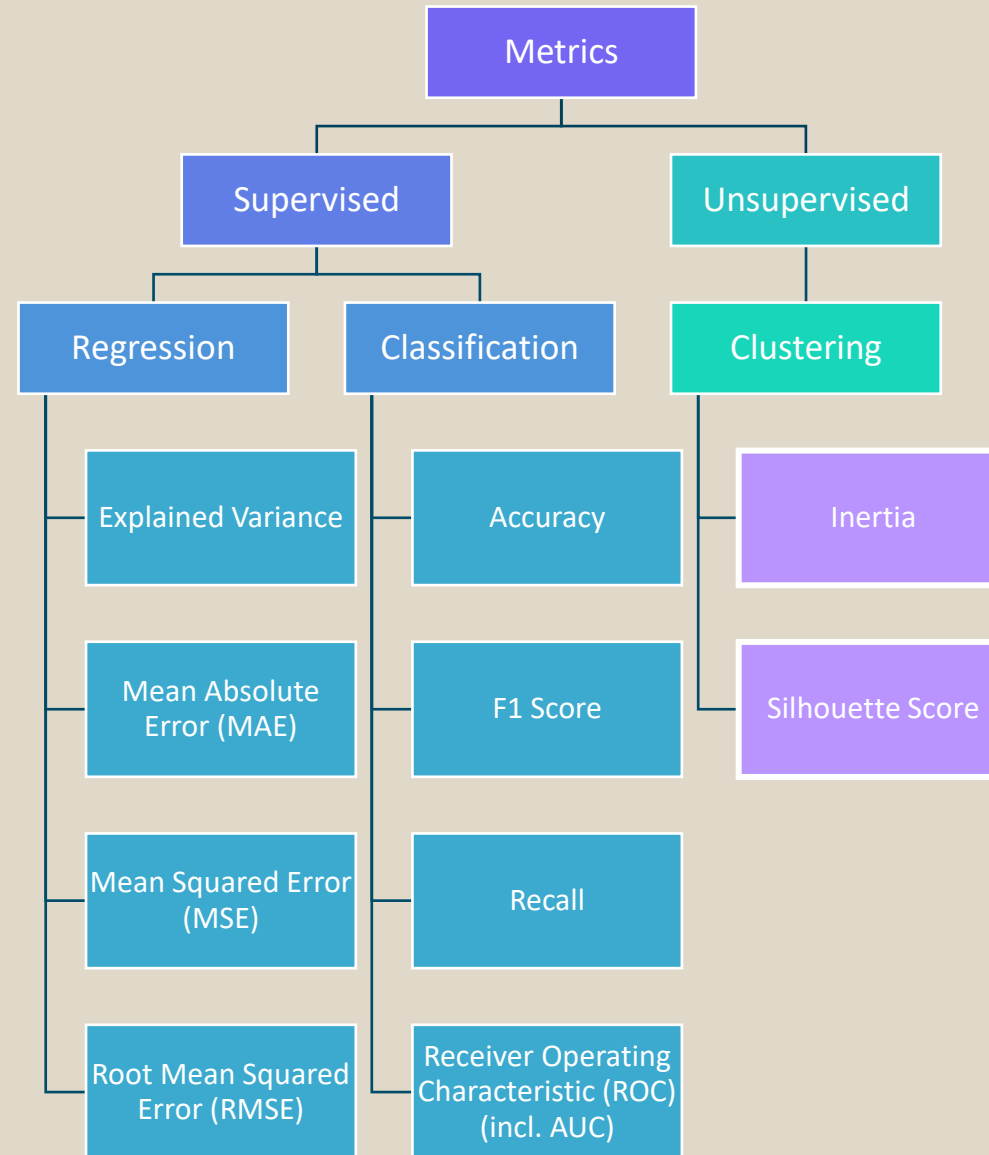 Metrics
Supervised
Unsupervised
Regression
Classification
Clustering
Explained Variance
Accuracy
Inertia
Mean Absolute
Error (MAE)
F1 Score
Silhouette Score
Mean Squared Error
(MSE)
Recall
Root Mean Squared
Error (RMSE)
Receiver Operating
Characteristic (ROC)
(incl. AUC)